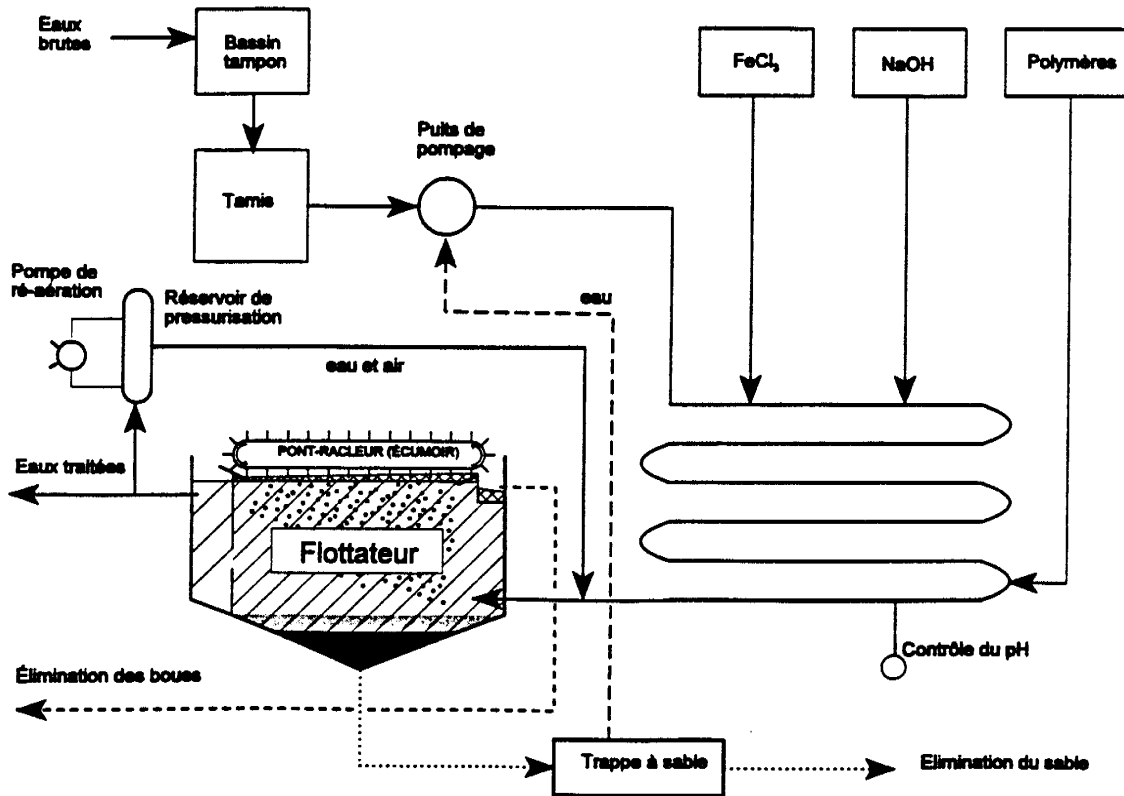 Eaux
brutes
Bassin
tampon
FeCl₃
NaOH
Polymères
Puits de
pompage
Tamis
Pompe de
ré-aération
Réservoir de
pressurisation
eau
eau et air
PONT-RACLEUR (ÉCUMOIR)
Eaux traitées
Flottateur
Contrôle du pH
Élimination des boues
Trappe à sable
Elimination du sable